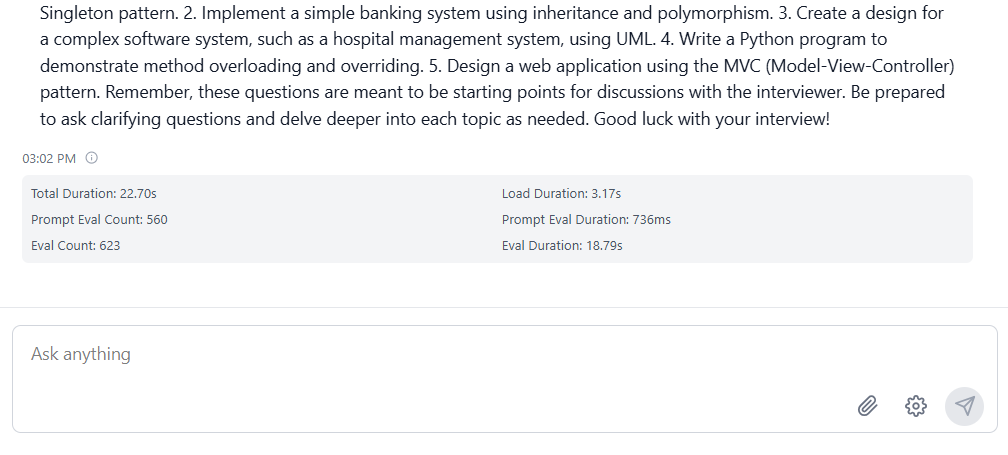 Singleton pattern. 2. Implement a simple banking system using inheritance and polymorphism. 3. Create a design for
a complex software system, such as a hospital management system, using UML. 4. Write a Python program to
demonstrate method overloading and overriding. 5. Design a web application using the MVC (Model-View-Controller)
pattern. Remember, these questions are meant to be starting points for discussions with the interviewer. Be prepared
to ask clarifying questions and delve deeper into each topic as needed. Good luck with your interview!
03:02 PM
Total Duration: 22.70s
Load Duration: 3.17s
Prompt Eval Count: 560
Prompt Eval Duration: 736ms
Eval Count: 623
Eval Duration: 18.79s
Ask anything